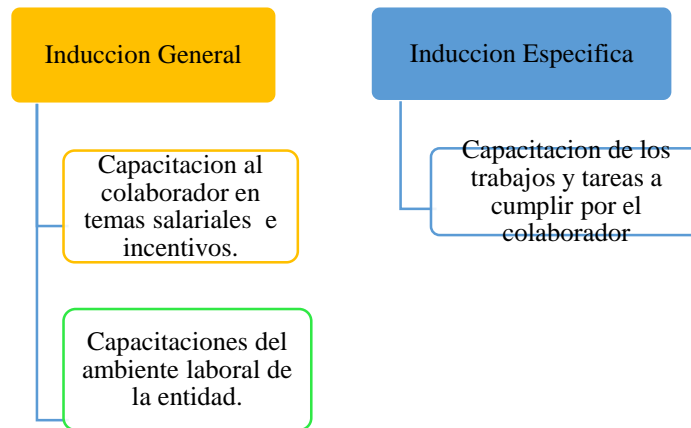 Induccion General
Capacitacion al
colaborador en
temas salariales e
incentivos.
Capacitaciones del
ambiente laboral de
la entidad.
Induccion Especifica
Capacitacion de los
trabajos y tareas a
cumplir por el
colaborador